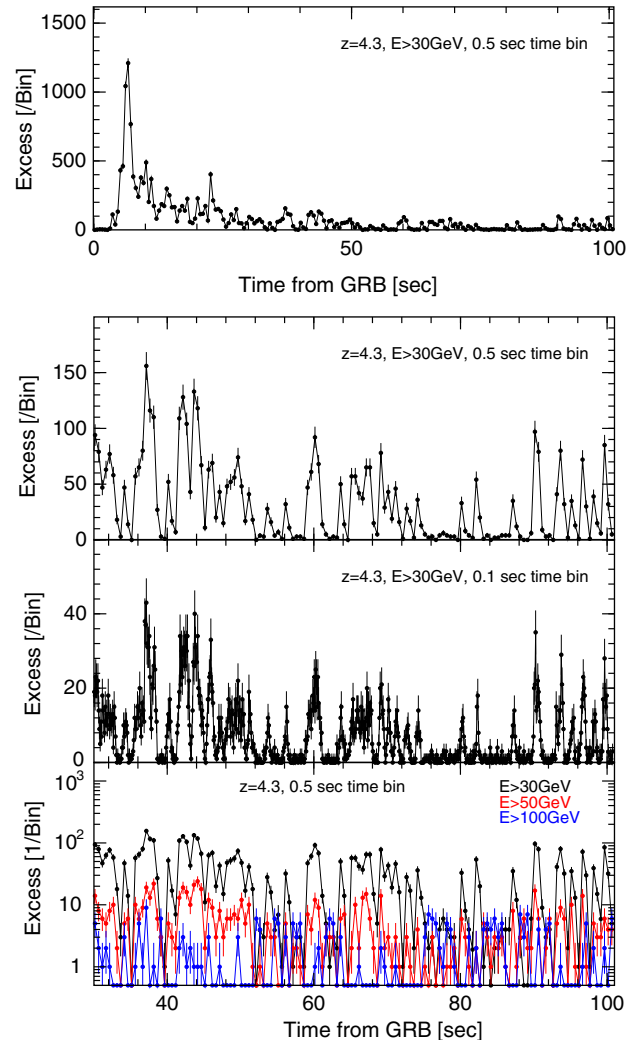 z=4.3, E>30GeV, 0.5 sec time bin
Excess [/Bin]
1500
1000
500
0
0 50 100
Time from GRB [sec]
z=4.3, E>30GeV, 0.5 sec time bin
Excess [/Bin]
150
100
50
0
z=4.3, E>30GeV, 0.1 sec time bin
Excess [/Bin]
40
20
0
z=4.3, 0.5 sec time bin
E>30GeV
E>50GeV
E>100GeV
Excess [1/Bin]
10³
10²
10
1
40 60 80 100
Time from GRB [sec]